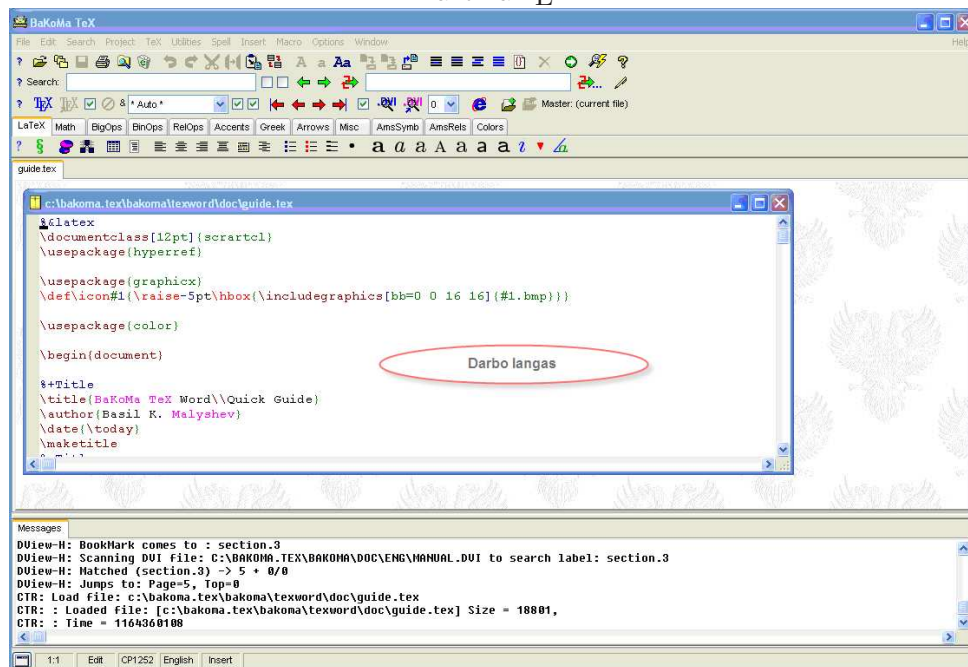 BaKoMa TeX
File Edit Search Project TeX Utilities Spell Insert Macro Options Window Help
? Search:
? TEX TEX & * Auto * DVI DVI 0 Master: (current file)
LaTeX Math BigOps BinOps RelOps Accents Greek Arrows Misc AmsSymb AmsRels Colors
guide.tex
c:\bakoma.tex\bakoma\texword\doc\guide.tex
%&latex
\documentclass[12pt]{scrartcl}
\usepackage{hyperref}
\usepackage{graphicx}
\def\icon#1{\raise-5pt\hbox{\includegraphics[bb=0 0 16 16]{#1.bmp}}}
\usepackage{color}
\begin{document}
Darbo langas
%+Title
\title{BaKoMa TeX Word\\Quick Guide}
\author{Basil K. Malyshev}
\date{\today}
\maketitle
Messages
DView-H: BookMark comes to : section.3
DView-H: Scanning DVI file: C:\BAKOMA.TEX\BAKOMA\DOC\ENG\MANUAL.DVI to search label: section.3
DView-H: Matched (section.3) -> 5 + 0/0
DView-H: Jumps to: Page=5, Top=0
CTR: Load file: c:\bakoma.tex\bakoma\texword\doc\guide.tex
CTR: : Loaded file: [c:\bakoma.tex\bakoma\texword\doc\guide.tex] Size = 18801,
CTR: : Time = 1164360108
1:1 Edit CP1252 English Insert